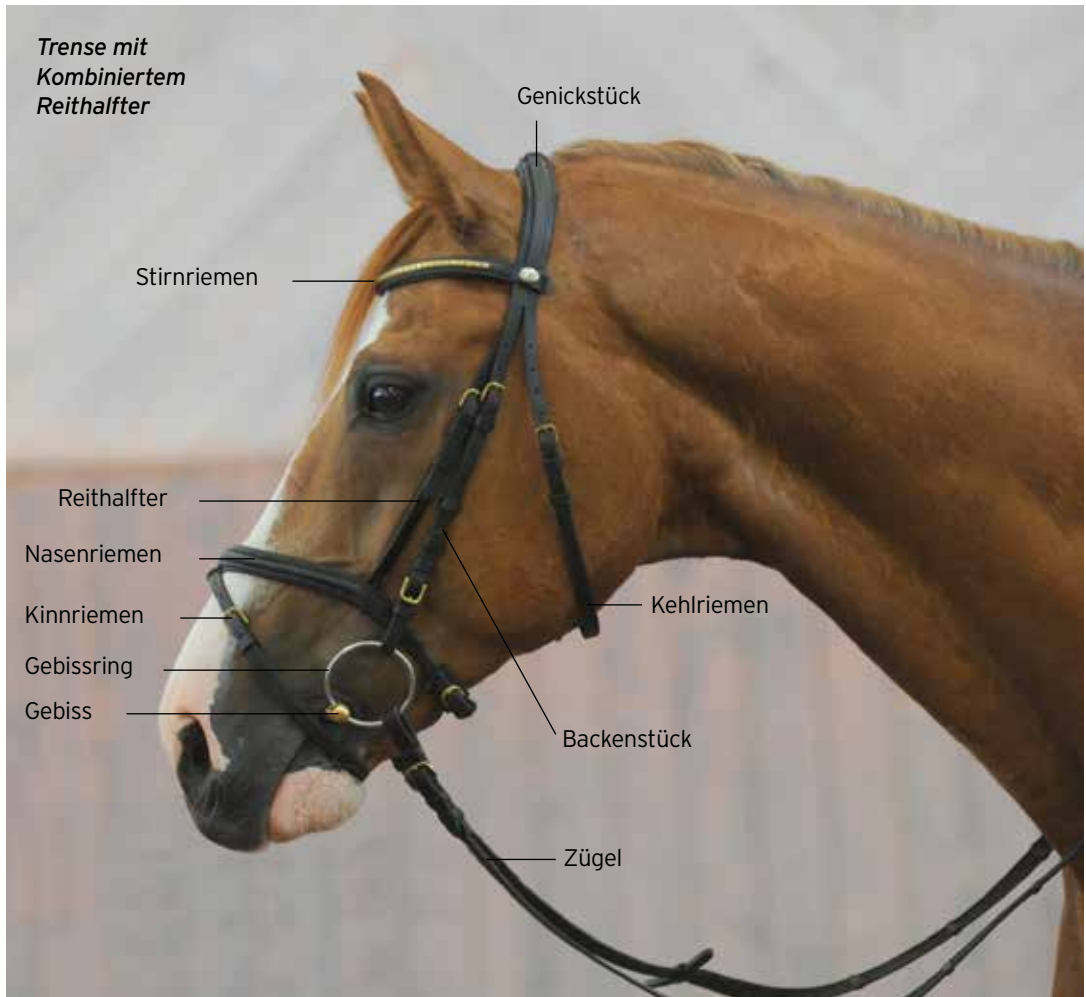 Trense mit
Kombiniertem
Reithalfter
Genickstück
Stirnriemen
Reithalfter
Nasenriemen
Kinnriemen
Kehlriemen
Gebissring
Gebiss
Backenstück
Zügel